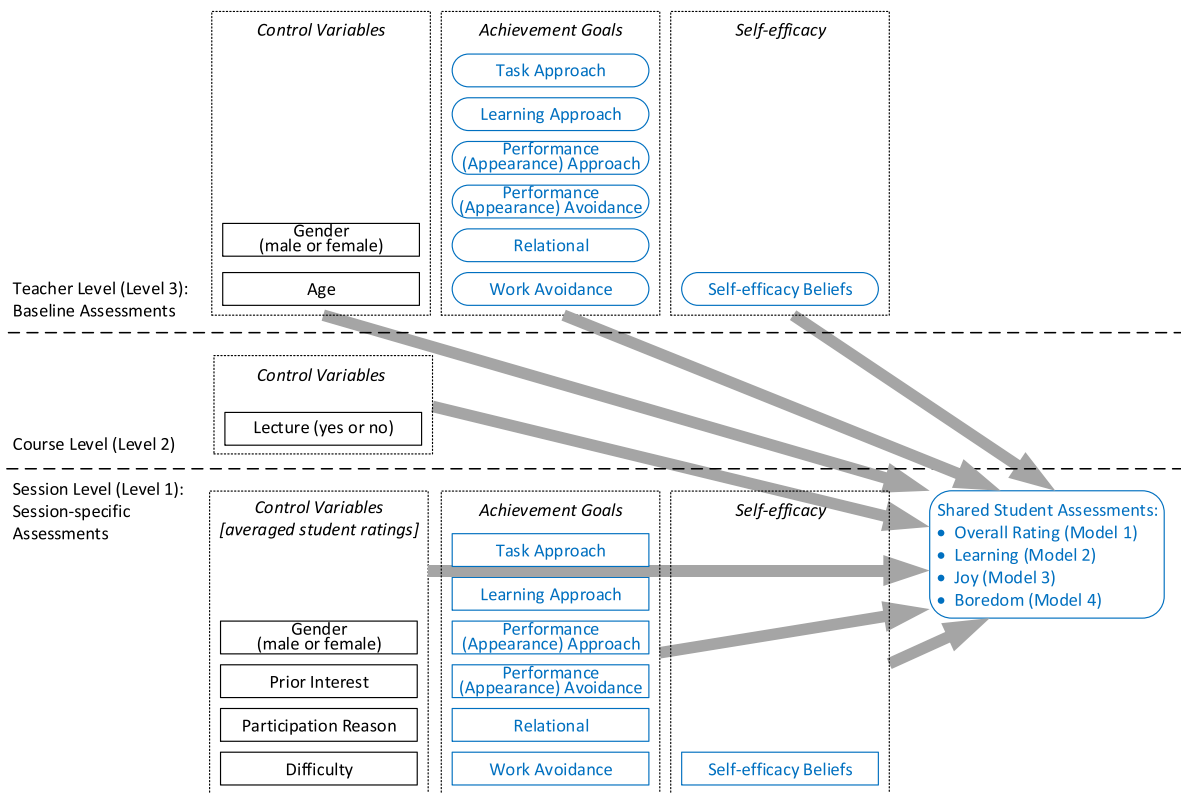 Control Variables
Achievement Goals
Self-efficacy
Task Approach
Learning Approach
Performance
(Appearance) Approach
Performance
(Appearance) Avoidance
Gender
(male or female)
Relational
Teacher Level (Level 3):
Baseline Assessments
Age
Work Avoidance
Self-efficacy Beliefs
Control Variables
Lecture (yes or no)
Course Level (Level 2)
Session Level (Level 1):
Session-specific
Assessments
Control Variables
[averaged student ratings]
Achievement Goals
Self-efficacy
Task Approach
Learning Approach
Gender
(male or female)
Performance
(Appearance) Approach
Prior Interest
Performance
(Appearance) Avoidance
Participation Reason
Relational
Difficulty
Work Avoidance
Self-efficacy Beliefs
Shared Student Assessments:
• Overall Rating (Model 1)
• Learning (Model 2)
• Joy (Model 3)
• Boredom (Model 4)